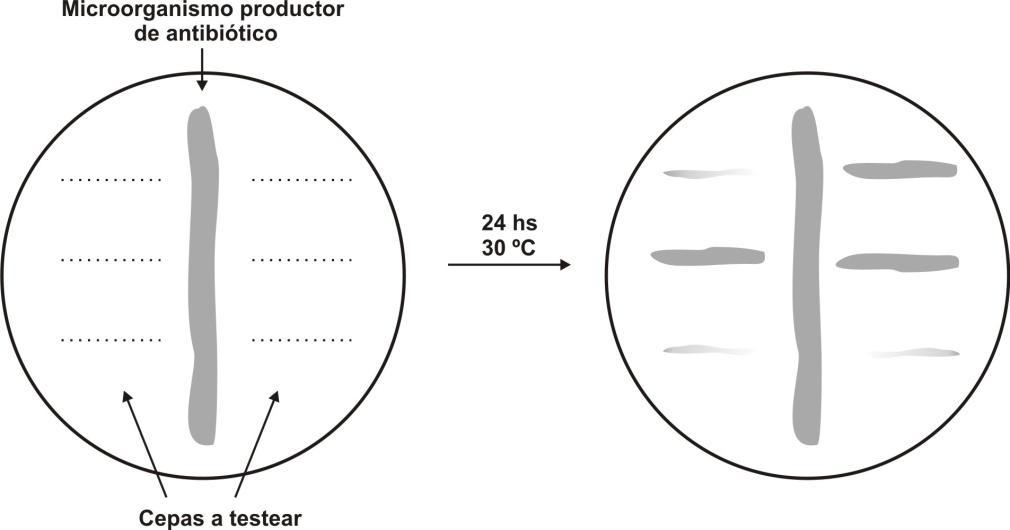 Microorganismo productor
de antibiótico
24 hs
30 ºC
Cepas a testear